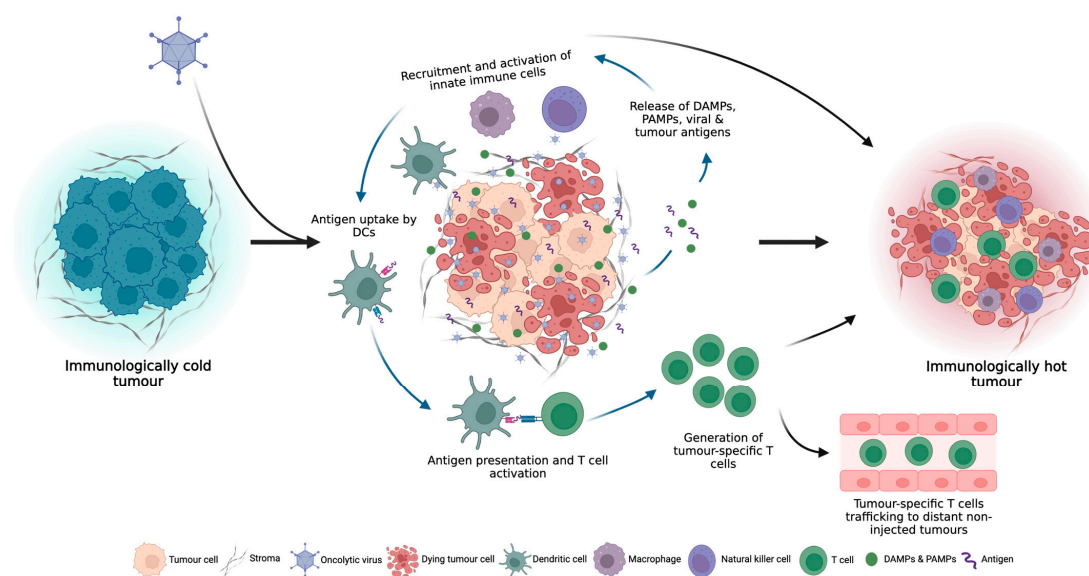 Recruitment and activation of
innate immune cells
Release of DAMPs,
PAMPs, viral &
tumour antigens
Antigen uptake by
DCs
Immunologically cold
tumour
Immunologically hot
tumour
Antigen presentation and T cell
activation
Generation of
tumour-specific T
cells
Tumour-specific T cells
trafficking to distant non-
injected tumours
Tumour cell
Stroma
Oncolytic virus
Dying tumour cell
Dendritic cell
Macrophage
Natural killer cell
T cell
DAMPs & PAMPs
Antigen